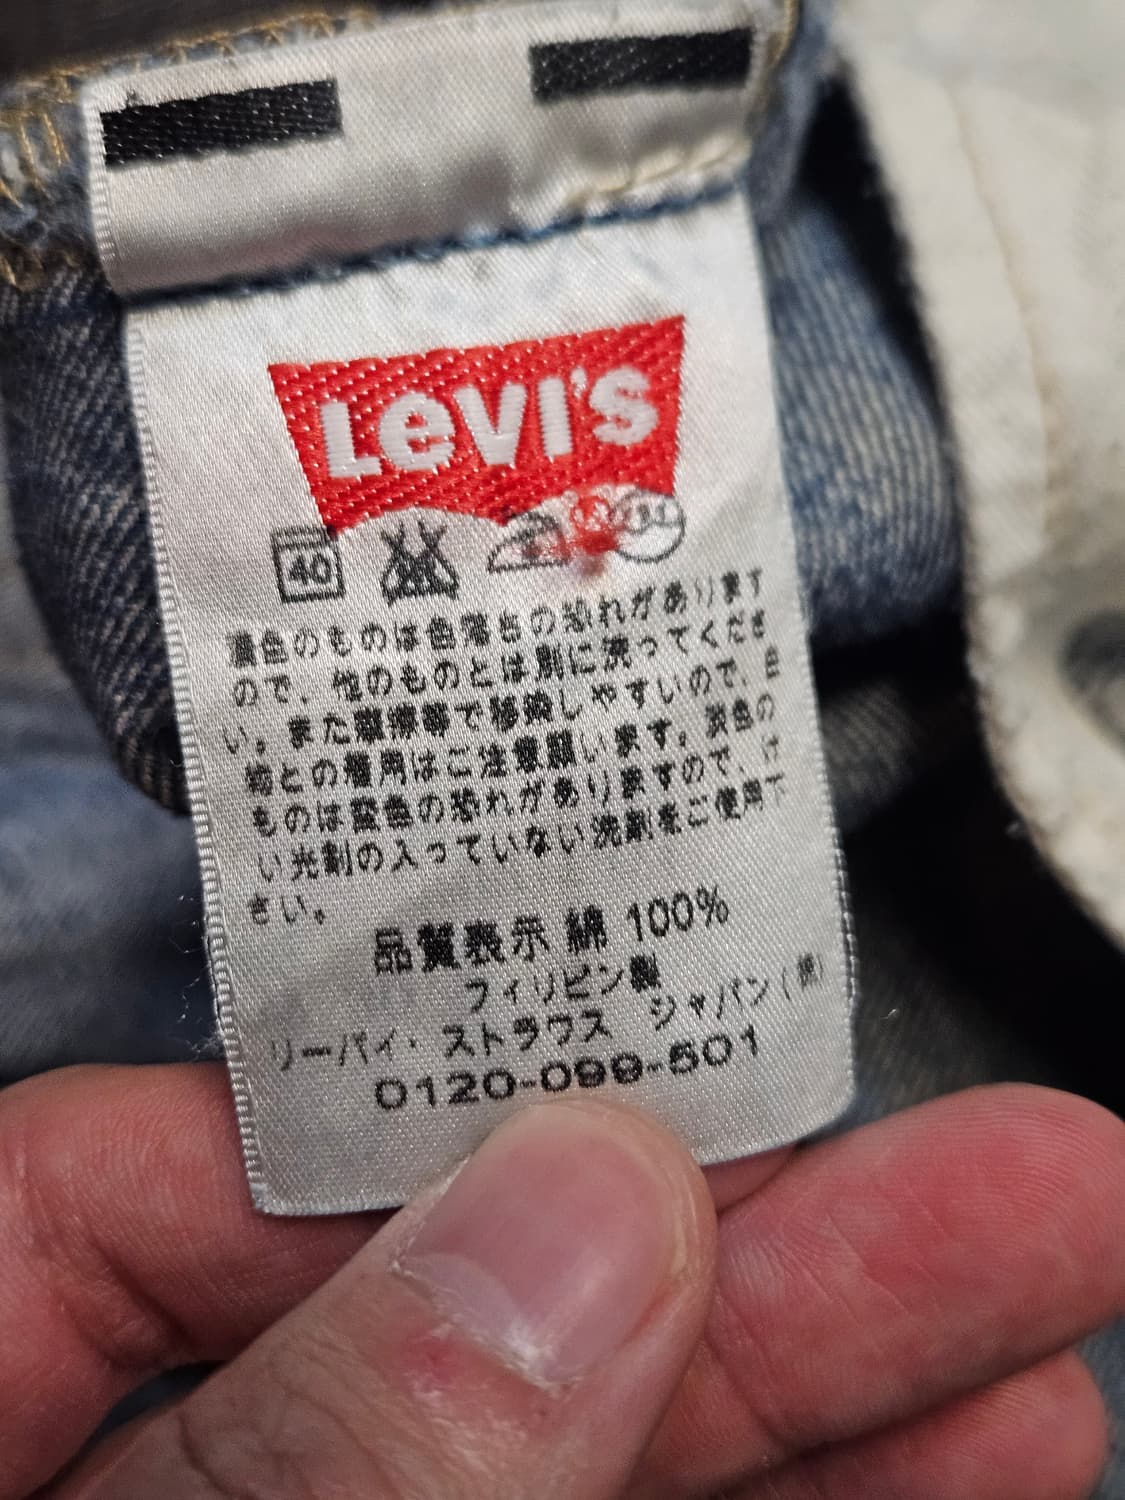 LEVI'S
40
濃色のものは色落ちの恐れがあります
ので、他のものとは別に洗ってくださ
い。また摩擦等で移染しやすいので、白
物との着用はご注意願います。淡色の
ものは変色の恐れがありますので、け
い光剤の入っていない洗剤をご使用下
さい。
品質表示 綿 100%
フィリピン製
リーバイ・ストラウス ジャパン(株)
0120-099-501